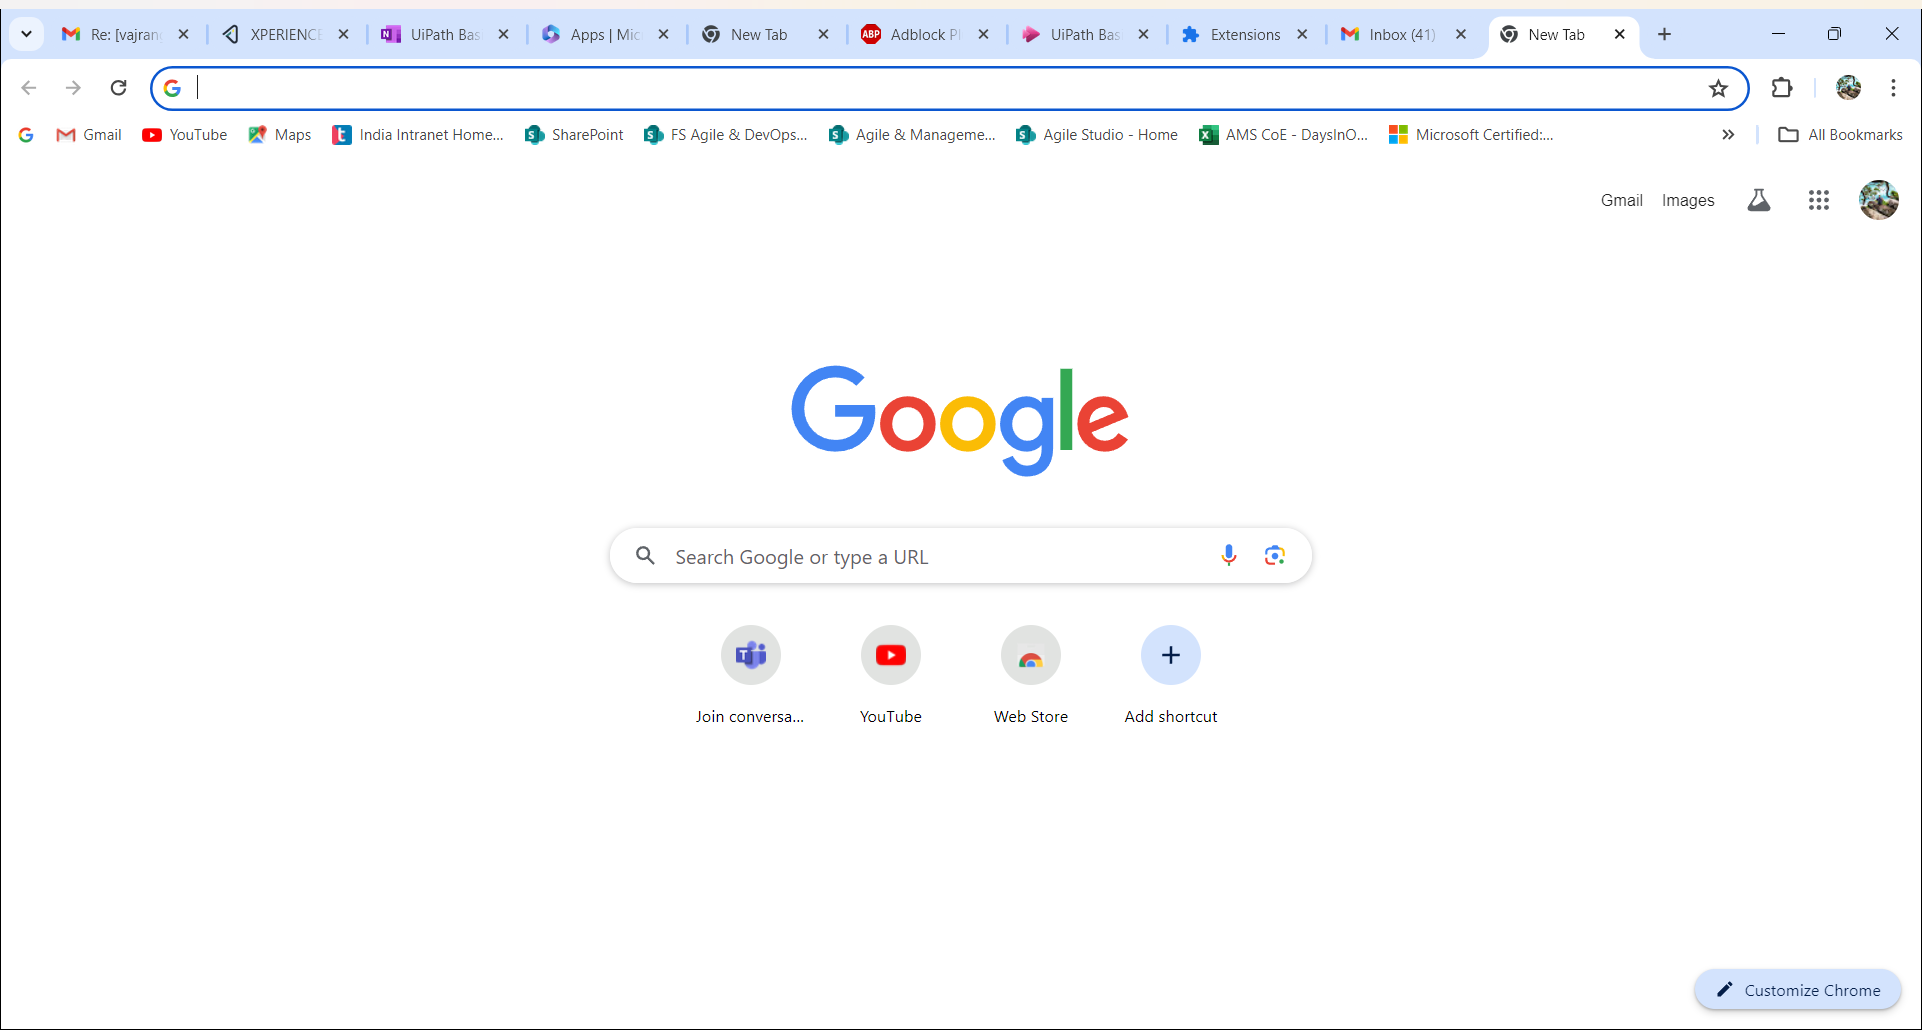 Re: [vajran XPERIENCE UiPath Bas Apps | Mic New Tab Adblock Pl UiPath Bas Extensions Inbox (41) New Tab
Gmail YouTube Maps India Intranet Home... SharePoint FS Agile & DevOps... Agile & Manageme... Agile Studio - Home AMS CoE - DaysInO... Microsoft Certified:... All Bookmarks
Gmail Images
Google
Search Google or type a URL
Join conversa... YouTube Web Store Add shortcut
Customize Chrome